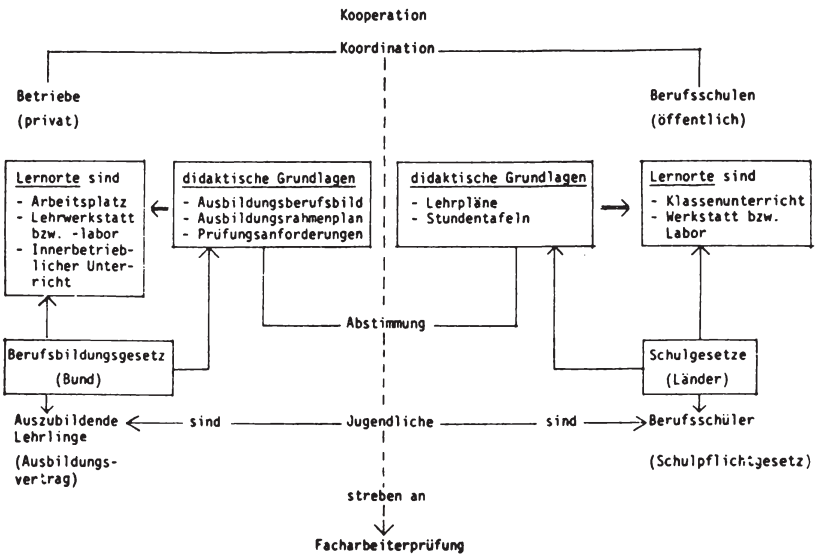 Kooperation
Koordination
Betriebe
(privat)
Berufsschulen
(öffentlich)
Lernorte sind
- Arbeitsplatz
- Lehrwerkstatt
bzw. -labor
- Innerbetrieb-
licher Unter-
richt
didaktische Grundlagen
- Ausbildungsberufsbild
- Ausbildungsrahmenplan
- Prüfungsanforderungen
didaktische Grundlagen
- Lehrpläne
- Stundentafeln
Lernorte sind
- Klassenunterricht
- Werkstatt bzw.
Labor
Abstimmung
Berufsbildungsgesetz
(Bund)
Schulgesetze
(Länder)
Auszubildende
Lehrlinge
(Ausbildungs-
vertrag)
sind
Jugendliche
sind
Berufsschüler
(Schulpflichtgesetz)
streben an
Facharbeiterprüfung